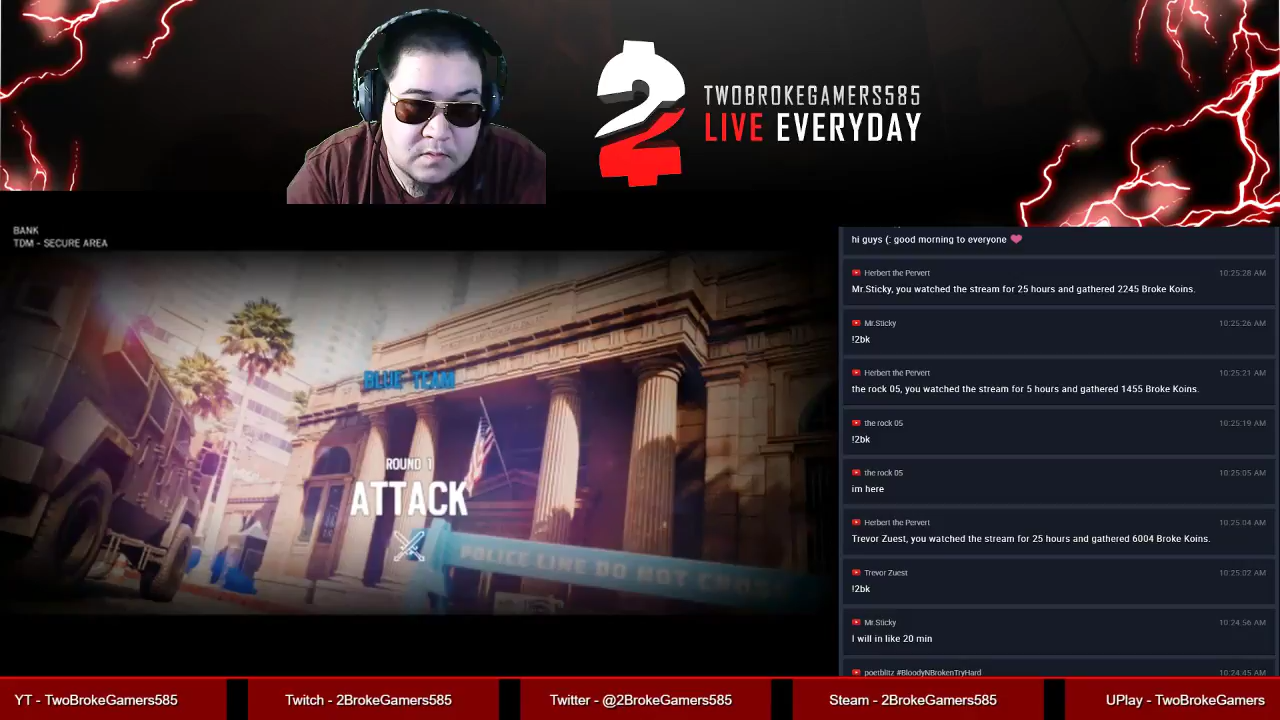 TWOBROKEGAMERS585
LIVE EVERYDAY
BANK
TDM - SECURE AREA
BLUE TEAM
ROUND 1
ATTACK
POLICE LINE DO NOT CROSS
hi guys (: good morning to everyone
Herbert the Pervert 10:25:28 AM
Mr.Sticky, you watched the stream for 25 hours and gathered 2245 Broke Koins.
Mr.Sticky 10:25:26 AM
!2bk
Herbert the Pervert 10:25:21 AM
the rock 05, you watched the stream for 5 hours and gathered 1455 Broke Koins.
the rock 05 10:25:19 AM
!2bk
the rock 05 10:25:05 AM
im here
Herbert the Pervert 10:25:04 AM
Trevor Zuest, you watched the stream for 25 hours and gathered 6004 Broke Koins.
Trevor Zuest 10:25:02 AM
!2bk
Mr.Sticky 10:24:56 AM
I will in like 20 min
poetblitz #BloodyNBrokenTryHard 10:24:45 AM
YT - TwoBrokeGamers585
Twitch - 2BrokeGamers585
Twitter - @2BrokeGamers585
Steam - 2BrokeGamers585
UPlay - TwoBrokeGamers